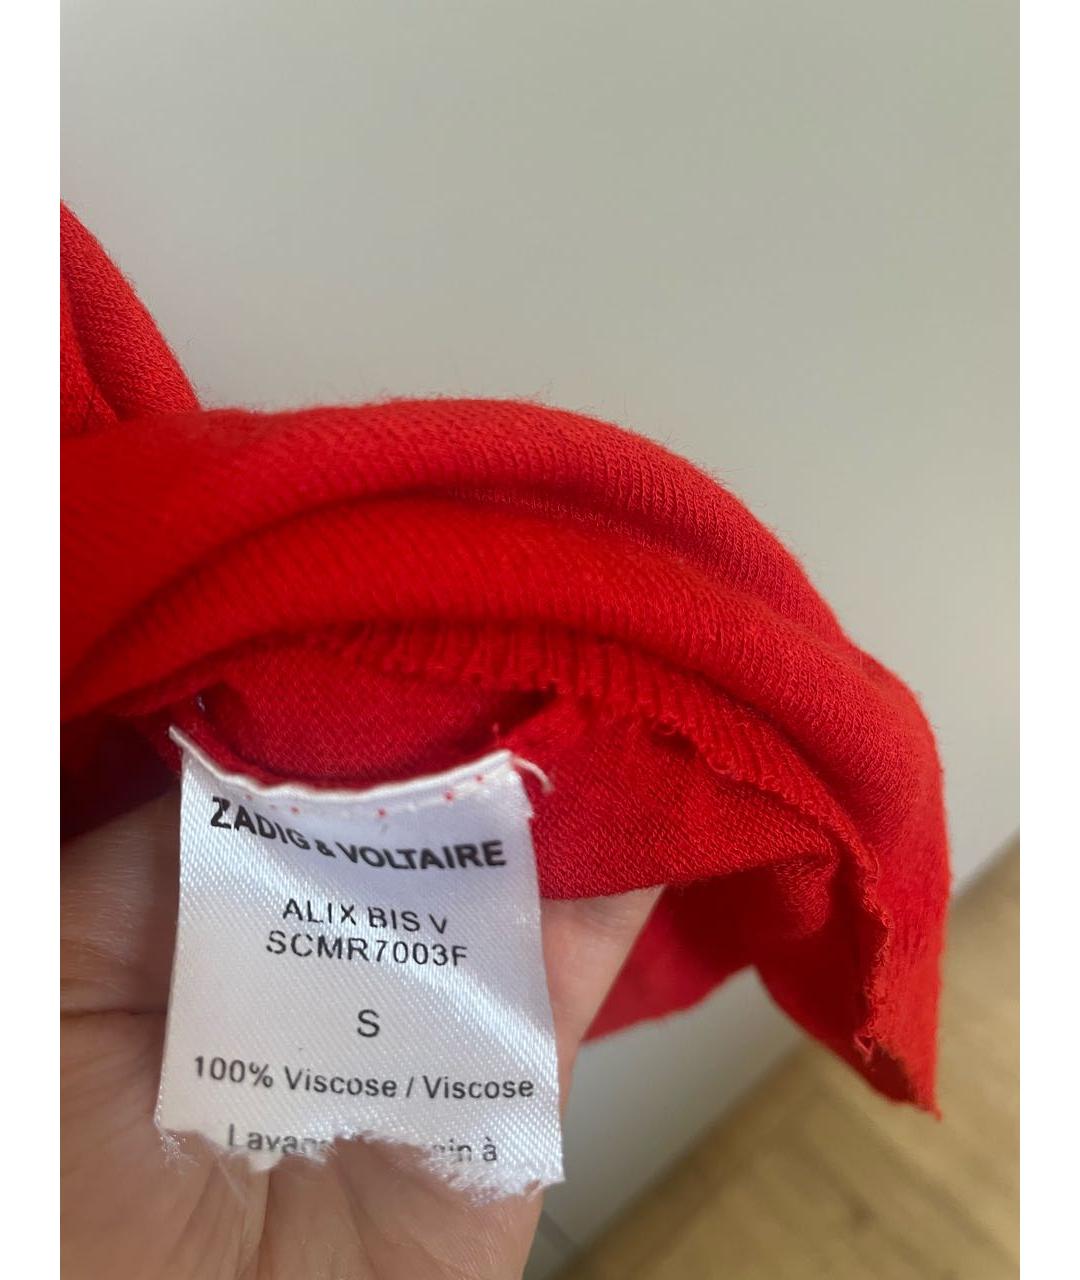 ZADIG & VOLTAIRE
ALIX BIS V
SCMR7003F
S
100% Viscose / Viscose
à